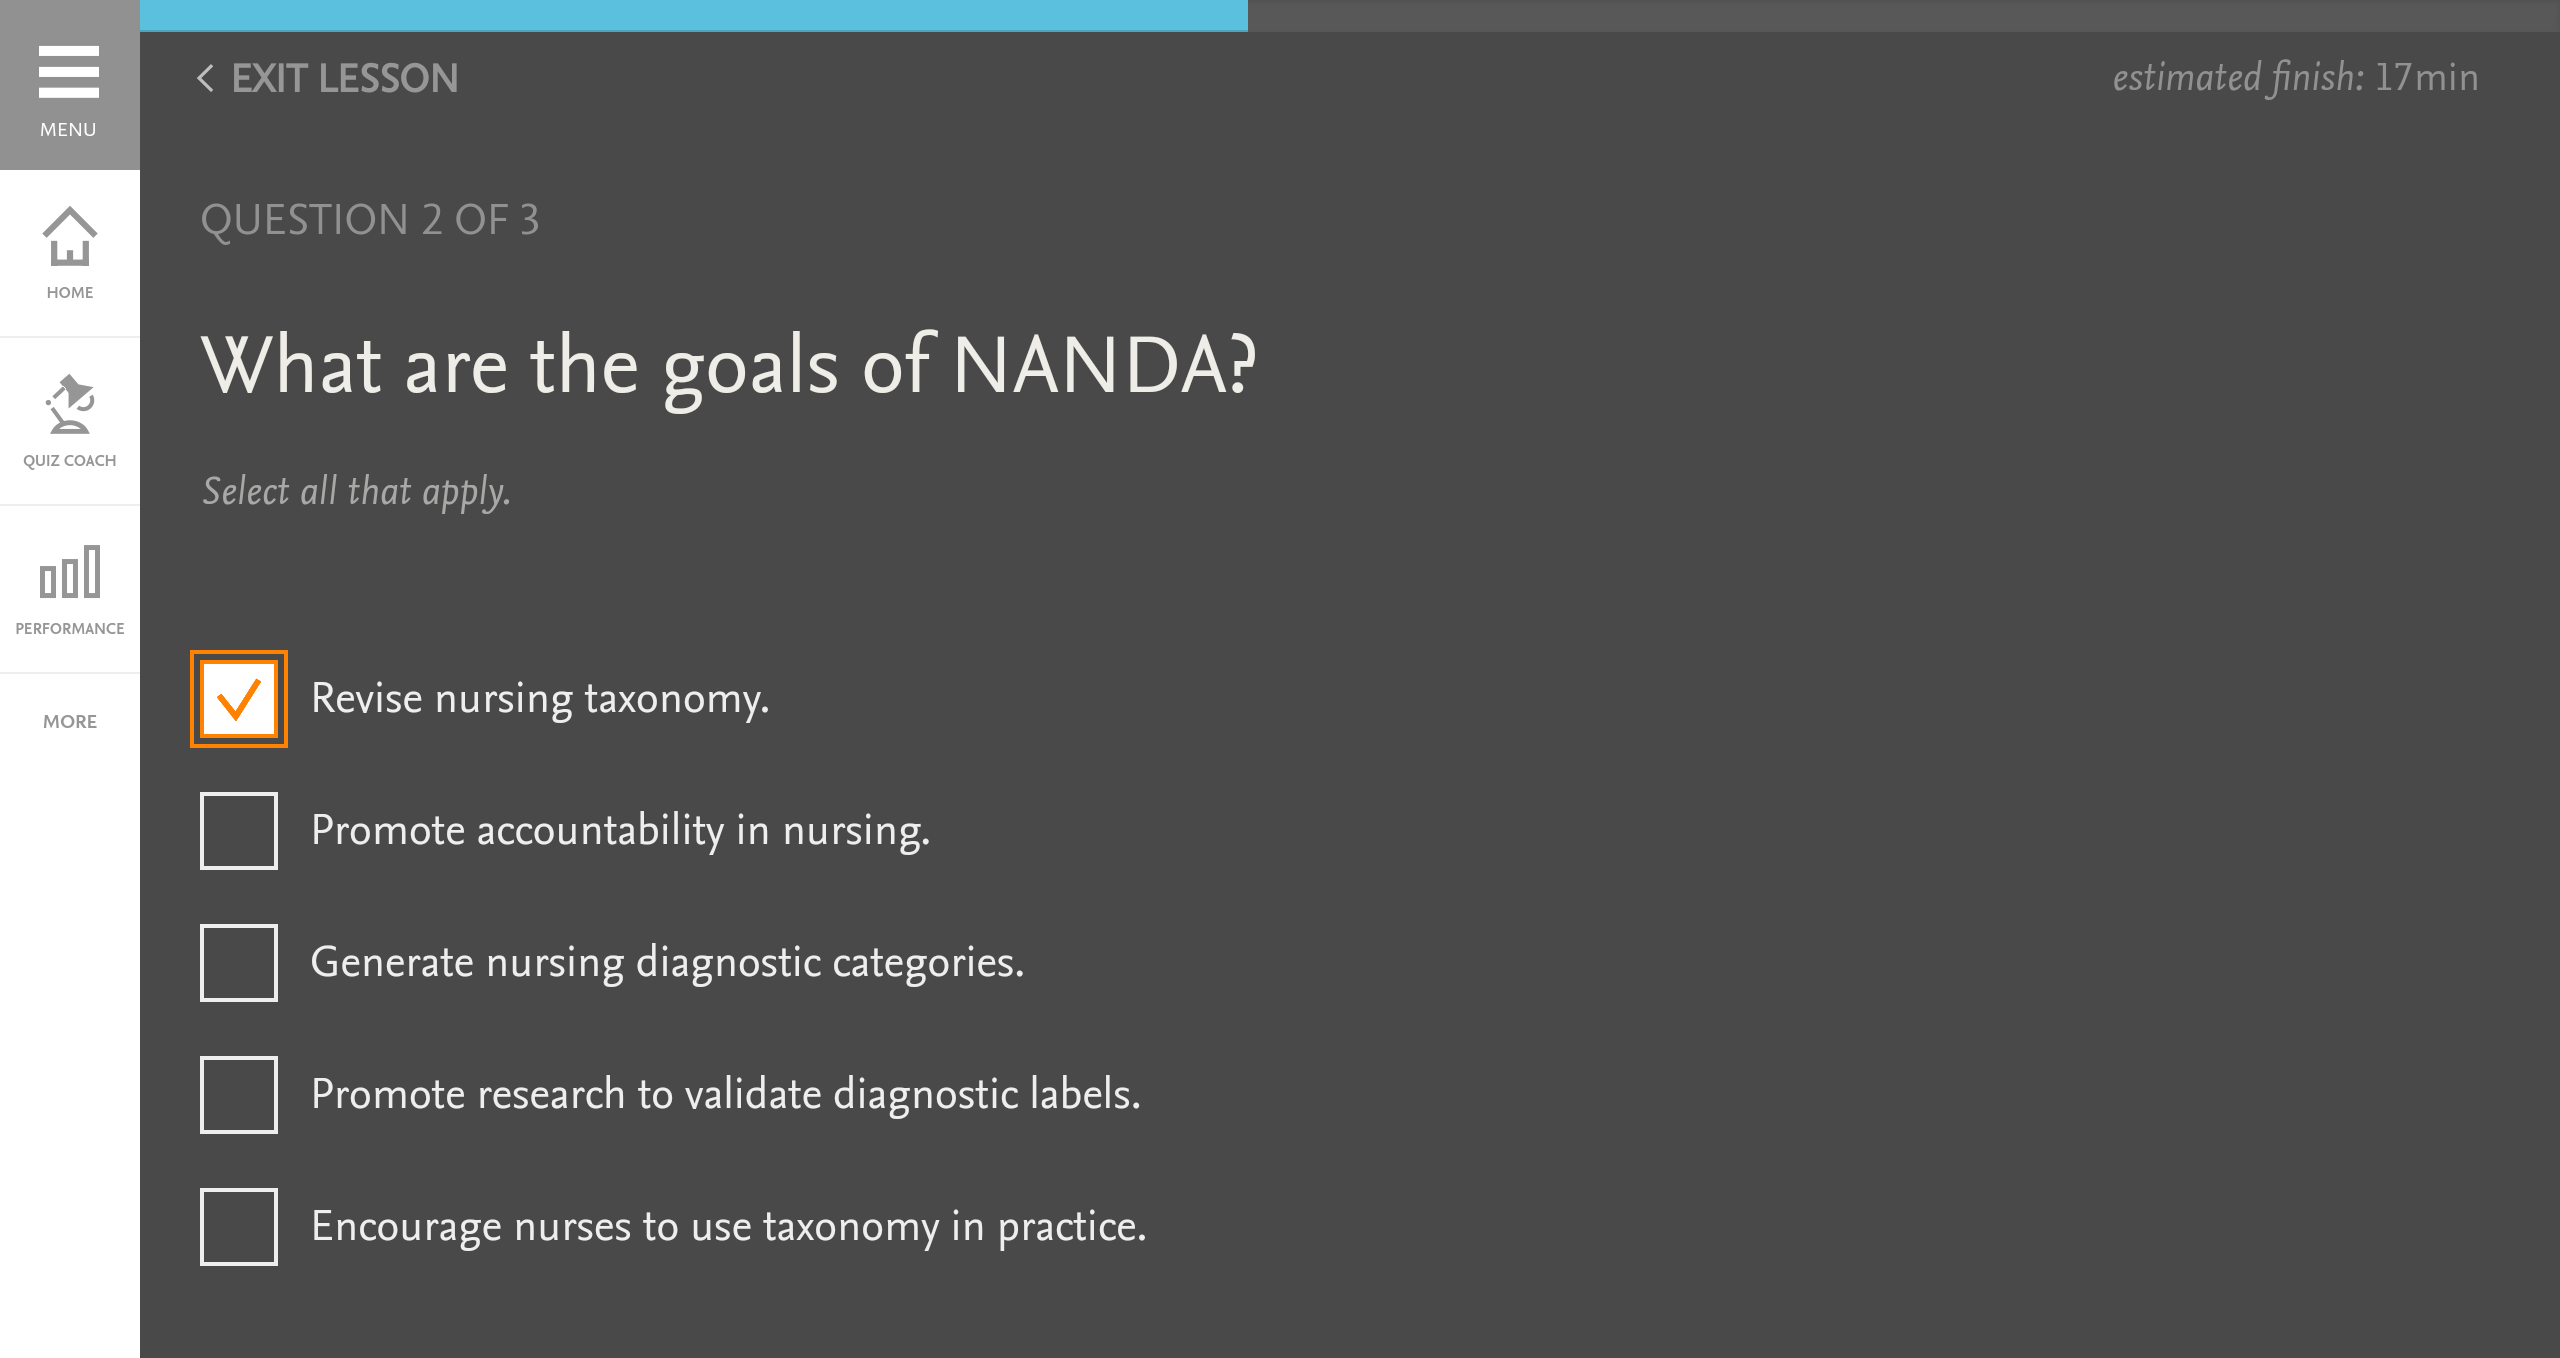 MENU
HOME
QUIZ COACH
PERFORMANCE
MORE
EXIT LESSON
estimated finish: 17min
QUESTION 2 OF 3
What are the goals of NANDA?
Select all that apply.
Revise nursing taxonomy.
Promote accountability in nursing.
Generate nursing diagnostic categories.
Promote research to validate diagnostic labels.
Encourage nurses to use taxonomy in practice.